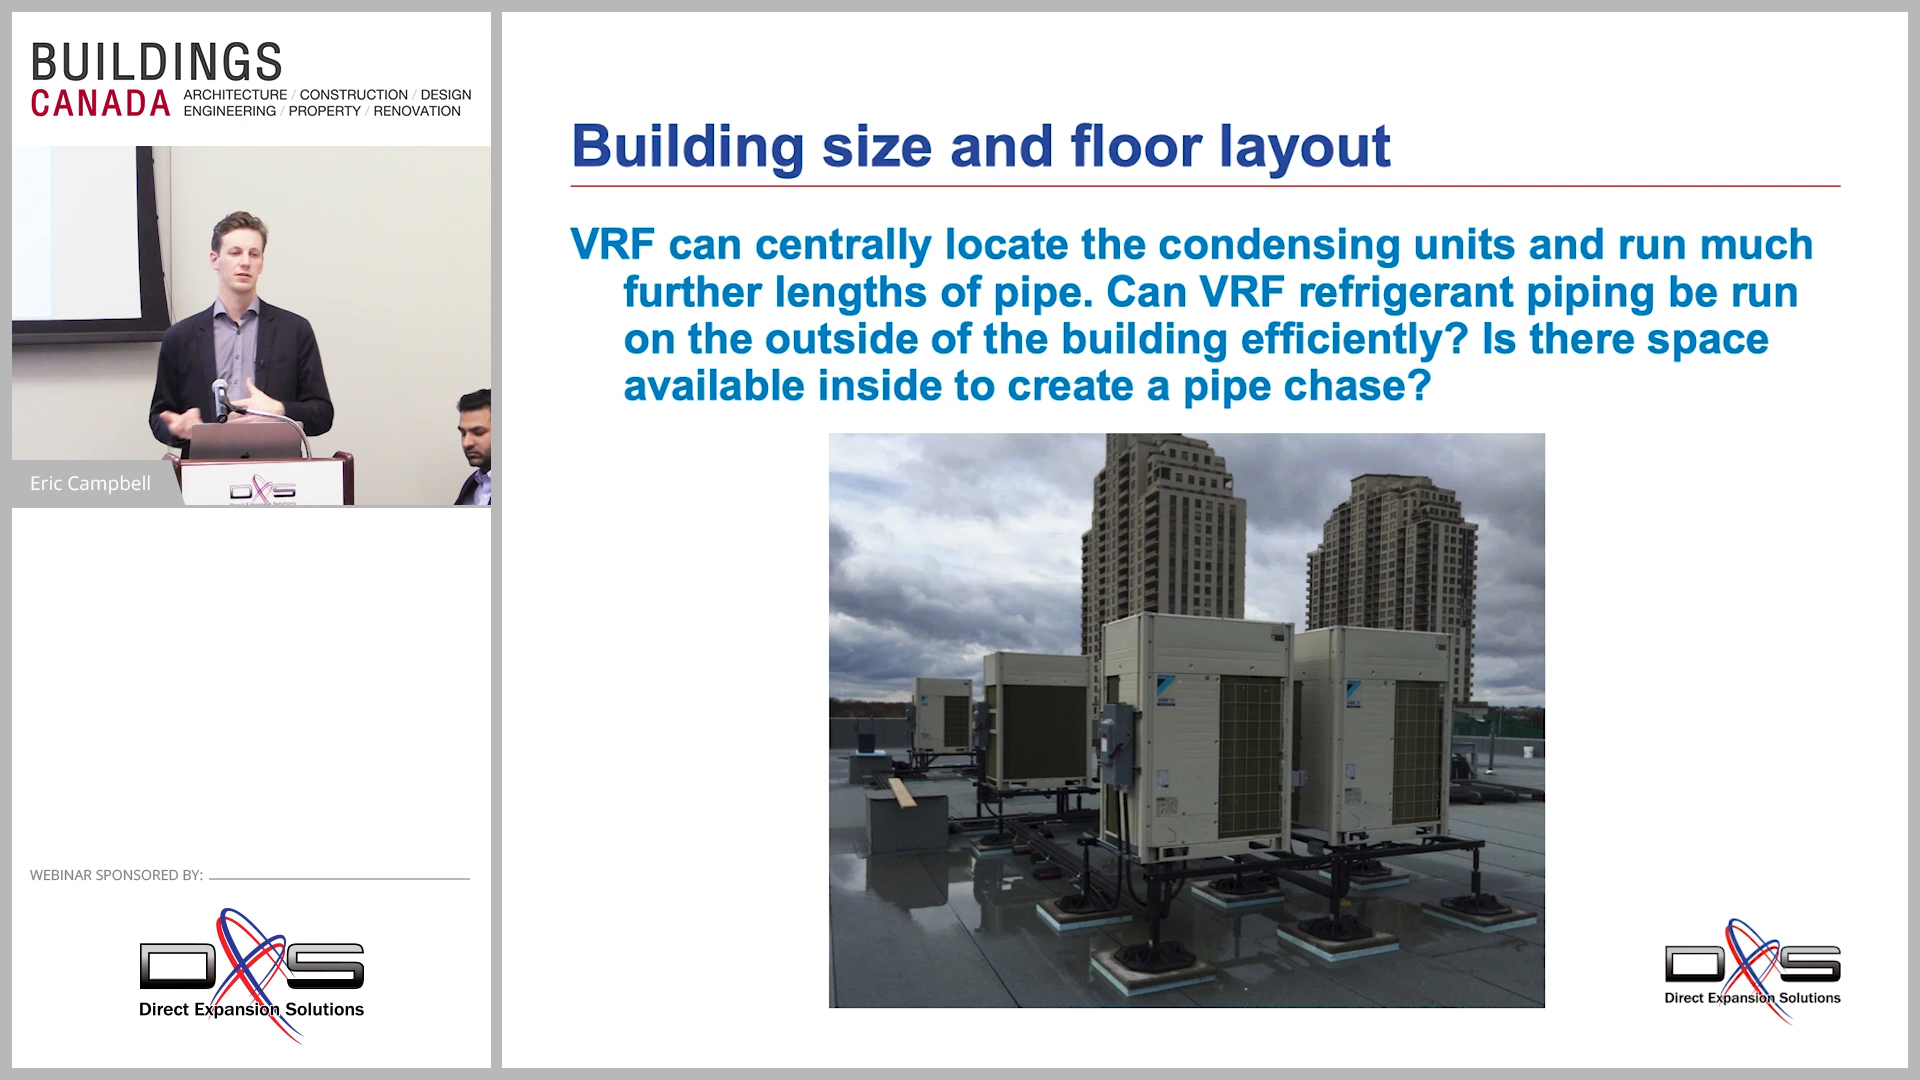 BUILDINGS
CANADA
ARCHITECTURE / CONSTRUCTION / DESIGN
ENGINEERING / PROPERTY / RENOVATION
Eric Campbell
WEBINAR SPONSORED BY:
DXS
Direct Expansion Solutions
Building size and floor layout
VRF can centrally locate the condensing units and run much
further lengths of pipe. Can VRF refrigerant piping be run
on the outside of the building efficiently? Is there space
available inside to create a pipe chase?
DXS
Direct Expansion Solutions